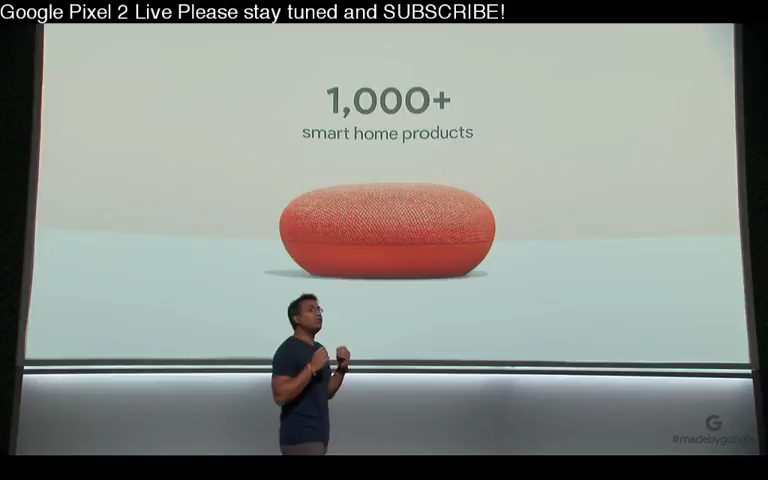 Google Pixel 2 Live Please stay tuned and SUBSCRIBE!
1,000+
smart home products
G
#madebygoogle